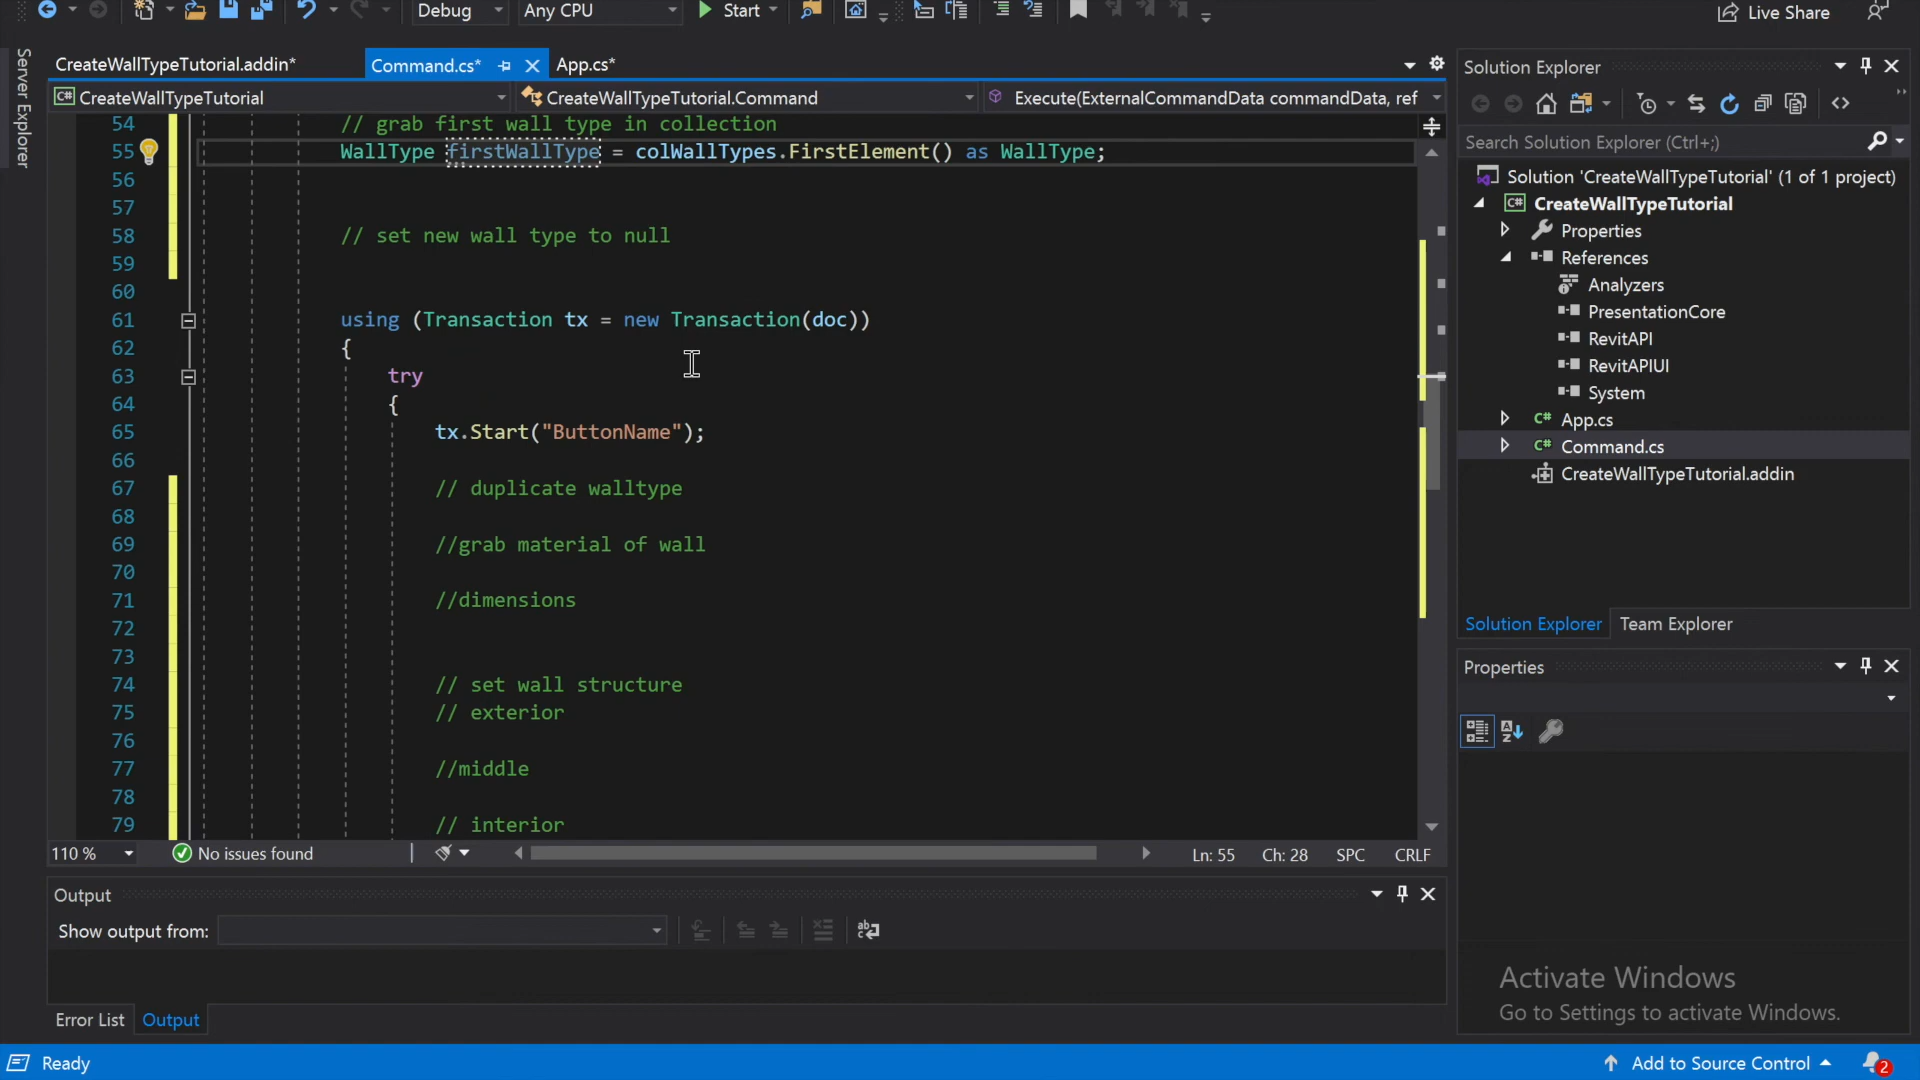 Debug
Any CPU
Start
Live Share
Server Explorer
CreateWallTypeTutorial.addin*
Command.cs*
App.cs*
CreateWallTypeTutorial
CreateWallTypeTutorial.Command
Execute(ExternalCommandData commandData, ref
54 // grab first wall type in collection
55 WallType firstWallType = colWallTypes.FirstElement() as WallType;
56
57
58 // set new wall type to null
59
60
61 using (Transaction tx = new Transaction(doc))
62 {
63 try
64 {
65 tx.Start("ButtonName");
66
67 // duplicate walltype
68
69 //grab material of wall
70
71 //dimensions
72
73
74 // set wall structure
75 // exterior
76
77 //middle
78
79 // interior
110 %
No issues found
Ln: 55
Ch: 28
SPC
CRLF
Output
Show output from:
Error List
Output
Solution Explorer
Search Solution Explorer (Ctrl+;)
Solution 'CreateWallTypeTutorial' (1 of 1 project)
C# CreateWallTypeTutorial
Properties
References
Analyzers
PresentationCore
RevitAPI
RevitAPIUI
System
C# App.cs
C# Command.cs
CreateWallTypeTutorial.addin
Solution Explorer
Team Explorer
Properties
Activate Windows
Go to Settings to activate Windows.
Ready
Add to Source Control
2